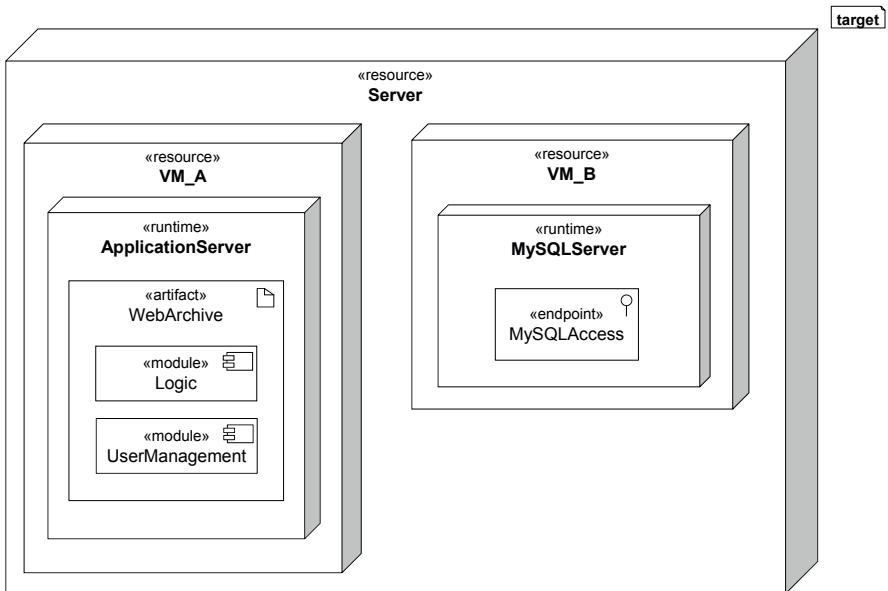 target
«resource»
Server
«resource»
VM_A
«runtime»
ApplicationServer
«artifact»
WebArchive
«module»
Logic
«module»
UserManagement
«resource»
VM_B
«runtime»
MySQLServer
«endpoint»
MySQLAccess